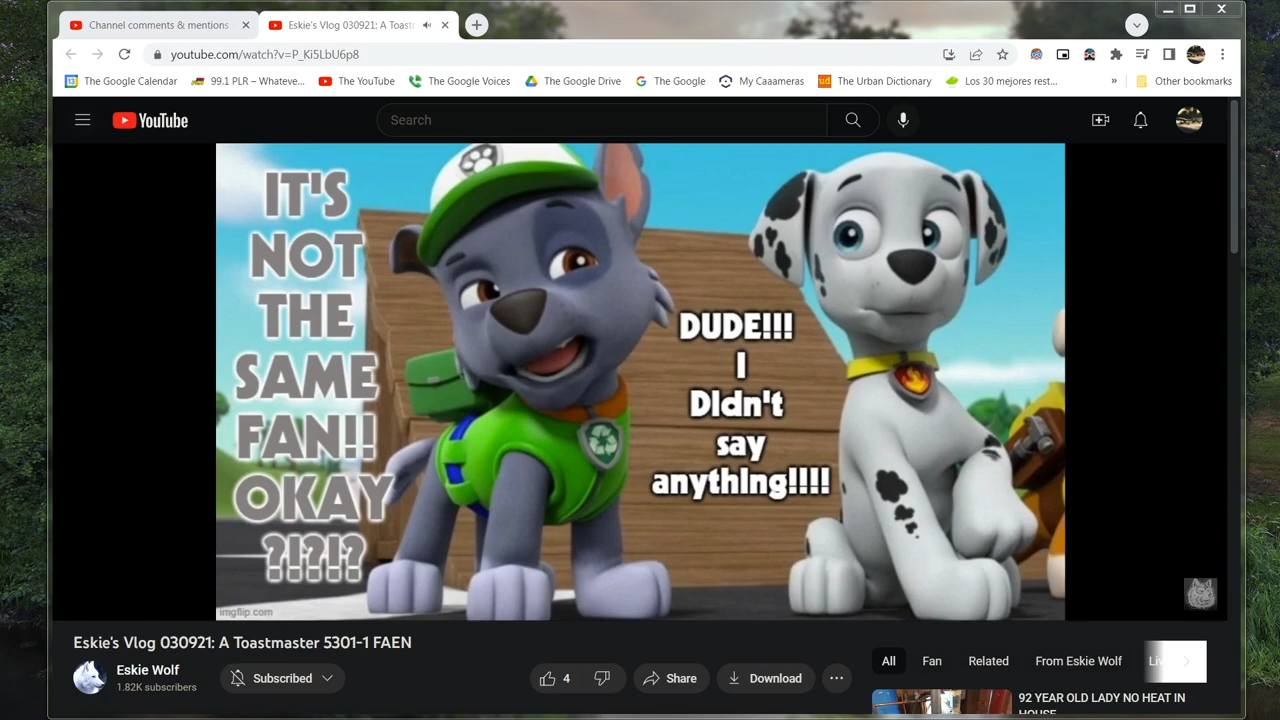 Channel comments & mentions
Eskie's Vlog 030921: A Toastm
youtube.com/watch?v=P_Ki5LbU6p8
The Google Calendar
99.1 PLR – Whateve...
The YouTube
The Google Voices
The Google Drive
The Google
My Caaameras
ud
The Urban Dictionary
Los 30 mejores rest...
»
Other bookmarks
YouTube
Search
IT'S
NOT
THE
SAME
FAN!!
OKAY
?!?!?
DUDE!!!
I
DIdn't
say
anything!!!!
imgflip.com
Eskie's Vlog 030921: A Toastmaster 5301-1 FAEN
Eskie Wolf
1.82K subscribers
Subscribed
4
Share
Download
All
Fan
Related
From Eskie Wolf
92 YEAR OLD LADY NO HEAT IN
HOUSE